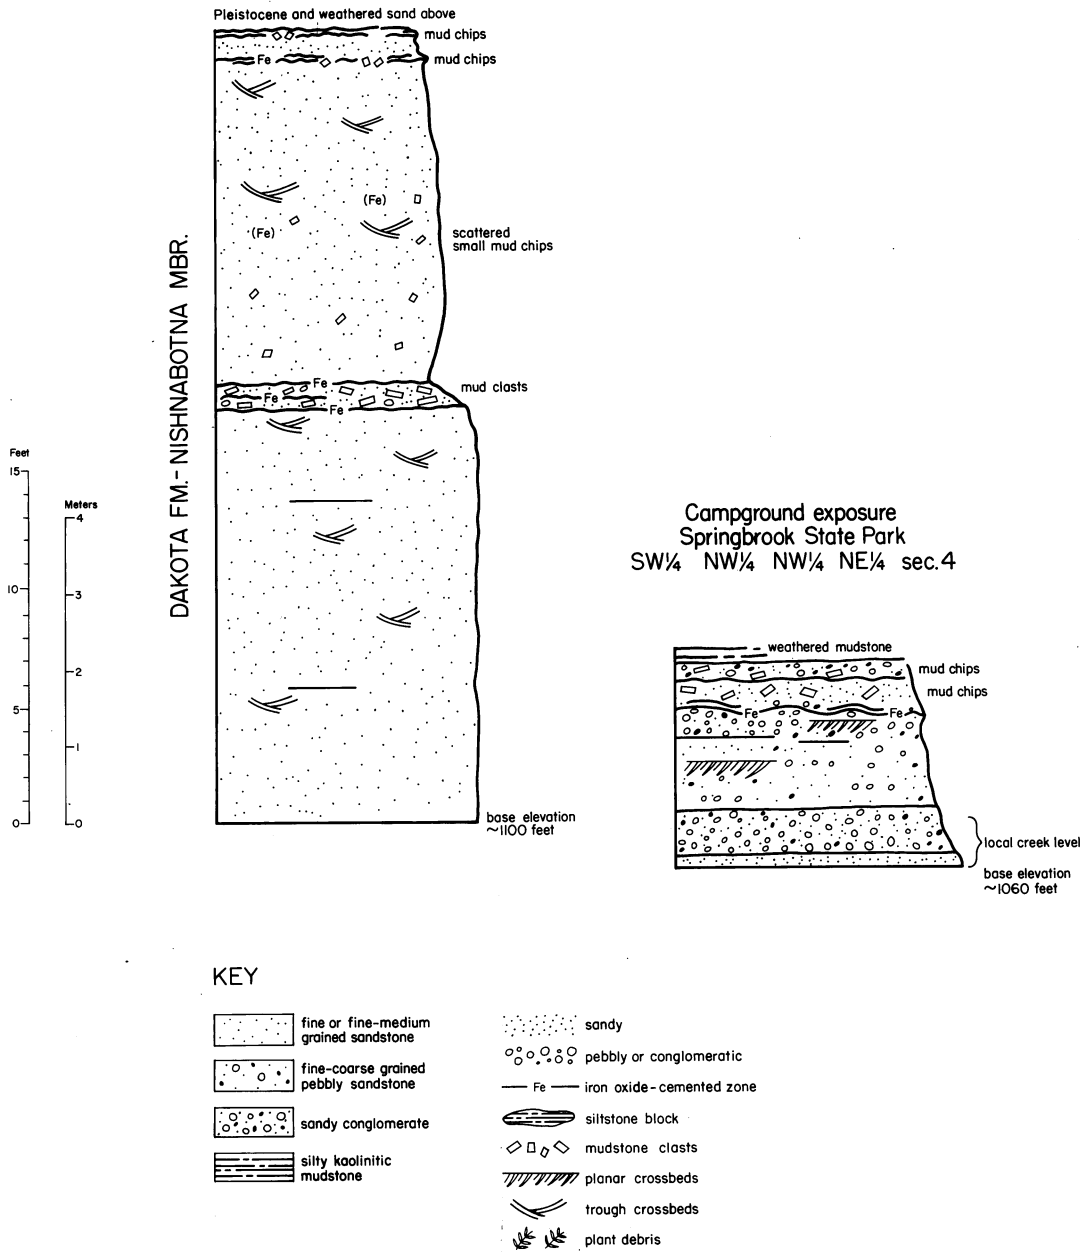 Pleistocene and weathered sand above
mud chips
Fe
mud chips
(Fe)
(Fe)
scattered
small mud chips
DAKOTA FM.- NISHNABOTNA MBR.
Fe
mud clasts
Fe
Fe
Feet
15
10
5
0
Meters
4
3
2
1
0
base elevation
~1100 feet
Campground exposure
Springbrook State Park
SW¼ NW¼ NW¼ NE¼ sec. 4
weathered mudstone
mud chips
mud chips
Fe
Fe
local creek level
base elevation
~1060 feet
KEY
fine or fine-medium
grained sandstone
fine-coarse grained
pebbly sandstone
sandy conglomerate
silty kaolinitic
mudstone
sandy
pebbly or conglomeratic
Fe
iron oxide-cemented zone
siltstone block
mudstone clasts
planar crossbeds
trough crossbeds
plant debris